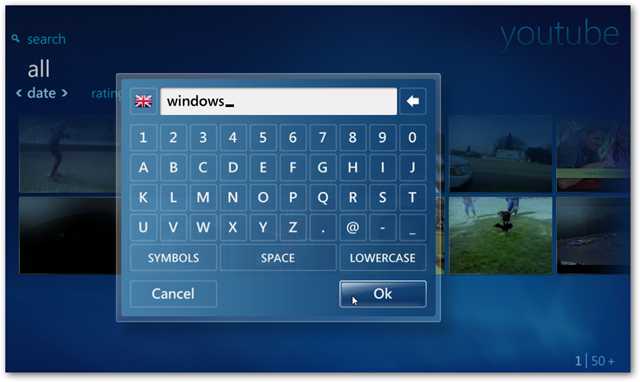 youtube
search
all
< date > rating
windows_
1 2 3 4 5 6 7 8 9 0
A B C D E F G H I J
K L M N O P Q R S T
U V W X Y Z . @ - _
SYMBOLS SPACE LOWERCASE
Cancel Ok
1 | 50 +